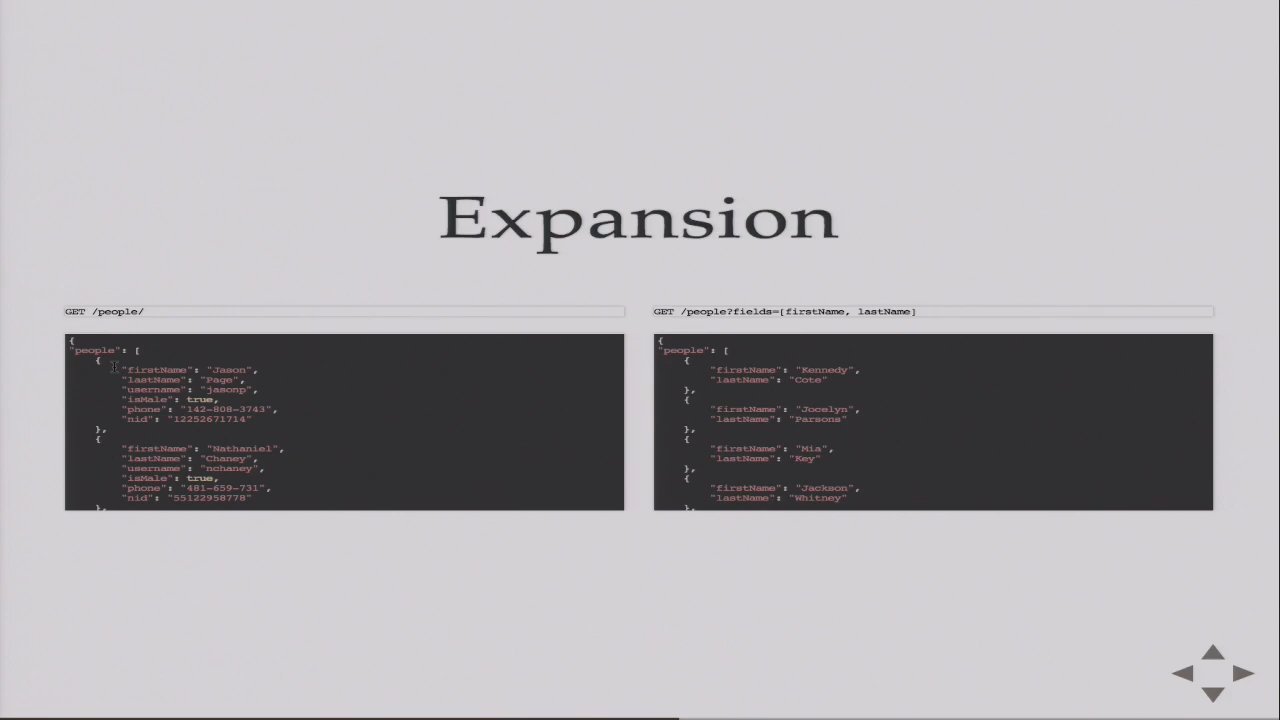 Expansion
GET /people/
{
"people": [
{
"firstName": "Jason",
"lastName": "Page",
"username": "jasonp",
"isMale": true,
"phone": "142-808-3743",
"nid": "12252671714"
},
{
"firstName": "Nathaniel",
"lastName": "Chaney",
"username": "nchaney",
"isMale": true,
"phone": "481-659-731",
"nid": "55122958778"
},
GET /people?fields=[firstName, lastName]
{
"people": [
{
"firstName": "Kennedy",
"lastName": "Cote"
},
{
"firstName": "Jocelyn",
"lastName": "Parsons"
},
{
"firstName": "Mia",
"lastName": "Key"
},
{
"firstName": "Jackson",
"lastName": "Whitney"
},